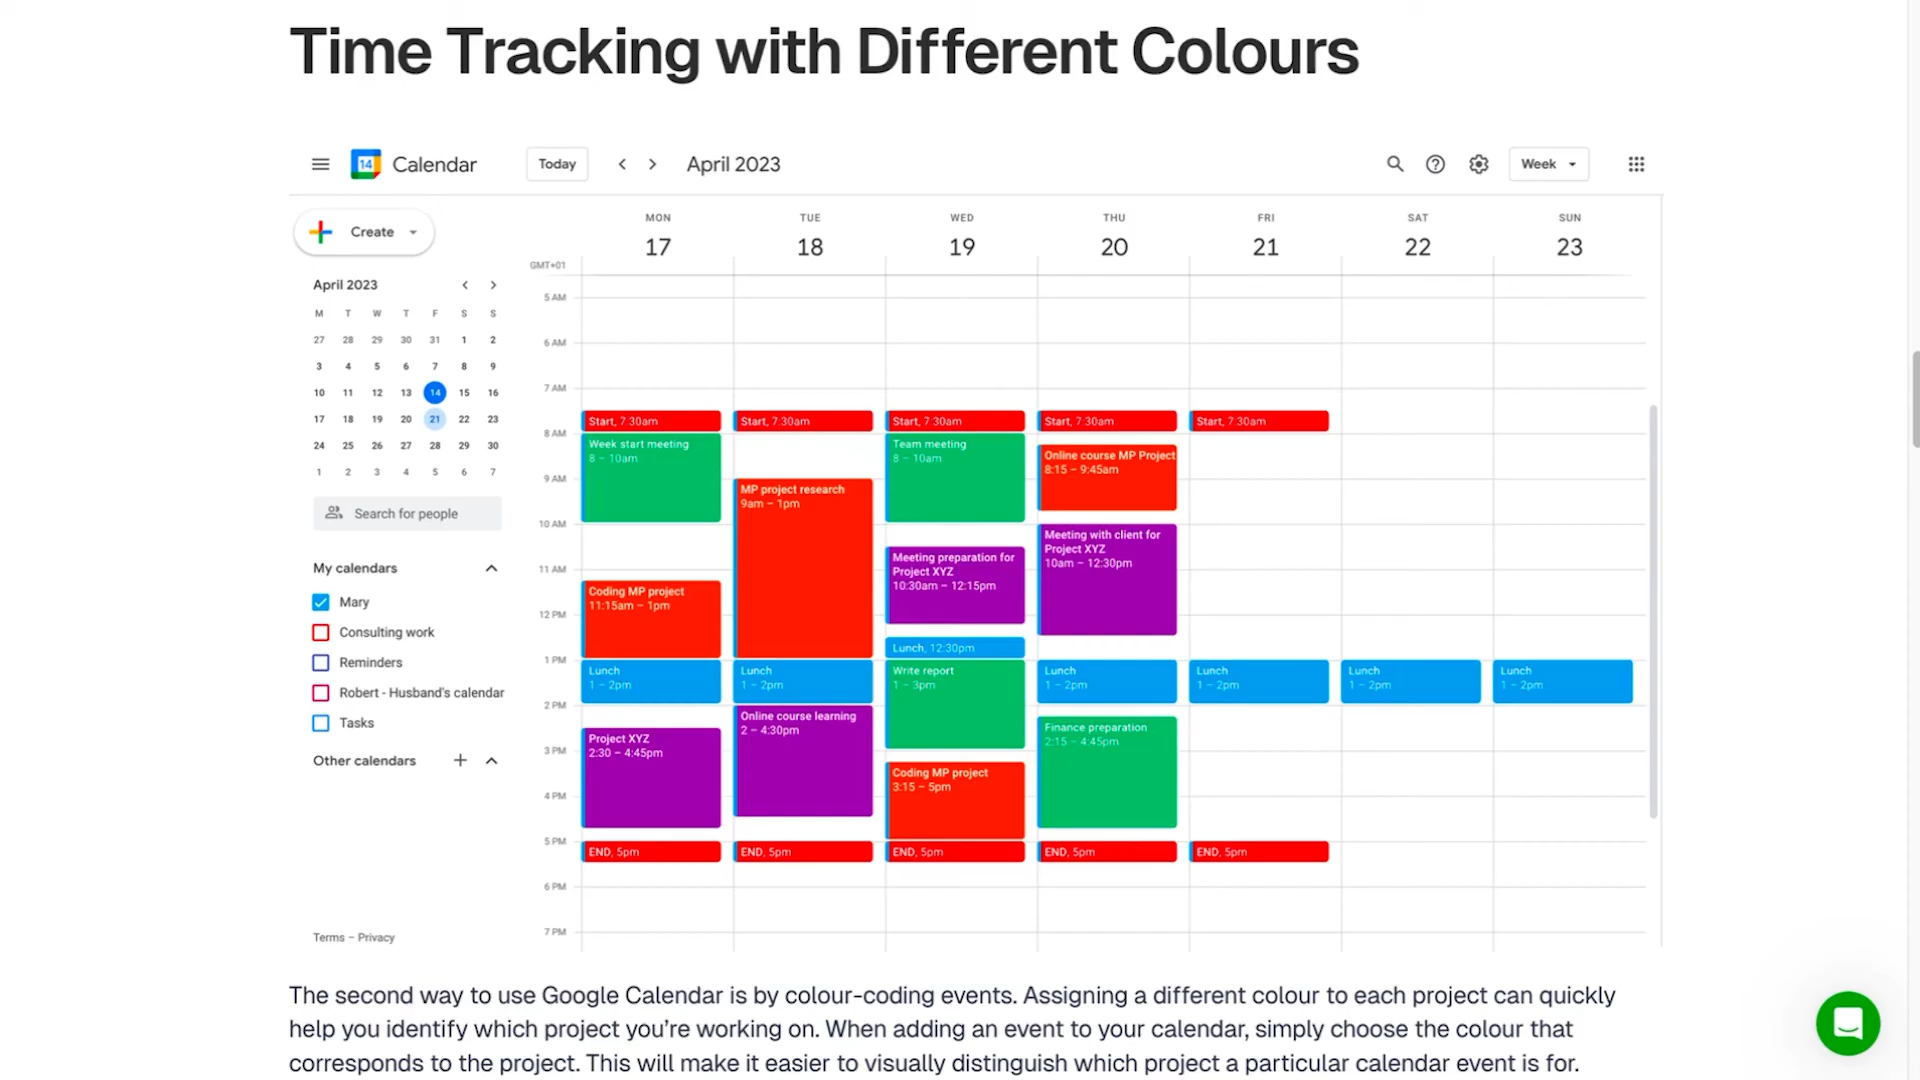 Time Tracking with Different Colours
14 Calendar Today April 2023 Week
Create
MON TUE WED THU FRI SAT SUN
17 18 19 20 21 22 23
GMT+01
April 2023
M T W T F S S
27 28 29 30 31 1 2
3 4 5 6 7 8 9
10 11 12 13 14 15 16
17 18 19 20 21 22 23
24 25 26 27 28 29 30
1 2 3 4 5 6 7
Search for people
My calendars
Mary
Consulting work
Reminders
Robert - Husband's calendar
Tasks
Other calendars
Terms – Privacy
5 AM
6 AM
7 AM
8 AM
9 AM
10 AM
11 AM
12 PM
1 PM
2 PM
3 PM
4 PM
5 PM
6 PM
7 PM
Start, 7:30am
Week start meeting
8 – 10am
Coding MP project
11:15am – 1pm
Lunch
1 – 2pm
Project XYZ
2:30 – 4:45pm
END, 5pm
Start, 7:30am
MP project research
9am – 1pm
Lunch
1 – 2pm
Online course learning
2 – 4:30pm
END, 5pm
Start, 7:30am
Team meeting
8 – 10am
Meeting preparation for
Project XYZ
10:30am – 12:15pm
Lunch, 12:30pm
Write report
1 – 3pm
Coding MP project
3:15 – 5pm
END, 5pm
Start, 7:30am
Online course MP Project
8:15 – 9:45am
Meeting with client for
Project XYZ
10am – 12:30pm
Lunch
1 – 2pm
Finance preparation
2:15 – 4:45pm
END, 5pm
Start, 7:30am
Lunch
1 – 2pm
END, 5pm
Lunch
1 – 2pm
Lunch
1 – 2pm
The second way to use Google Calendar is by colour-coding events. Assigning a different colour to each project can quickly
help you identify which project you're working on. When adding an event to your calendar, simply choose the colour that
corresponds to the project. This will make it easier to visually distinguish which project a particular calendar event is for.